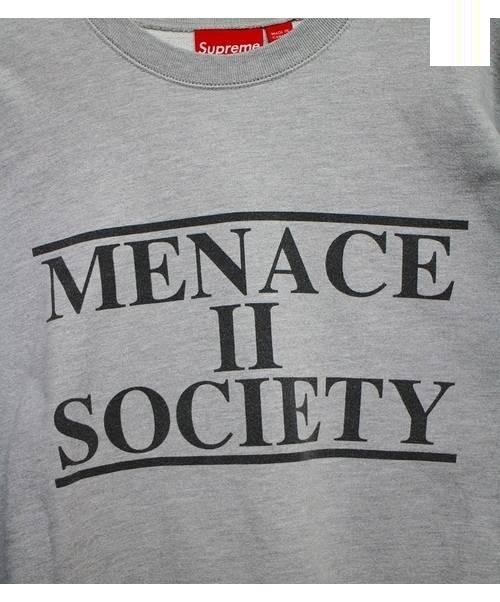 Supreme
MENACE
II
SOCIETY